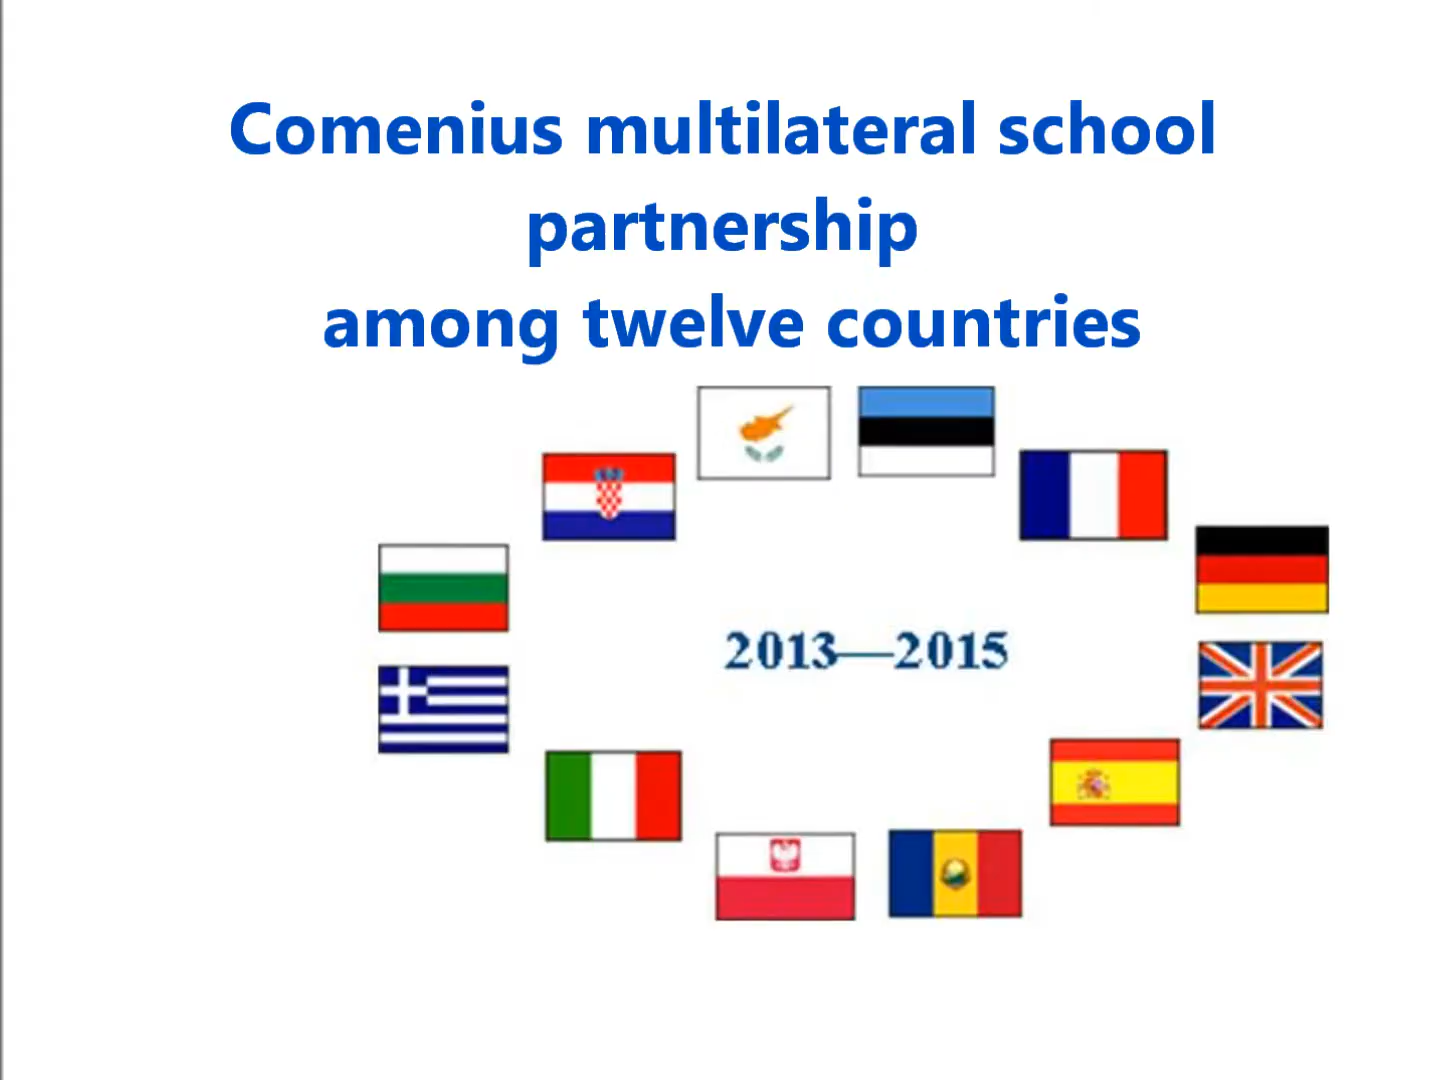 Comenius multilateral school
partnership
among twelve countries
2013—2015